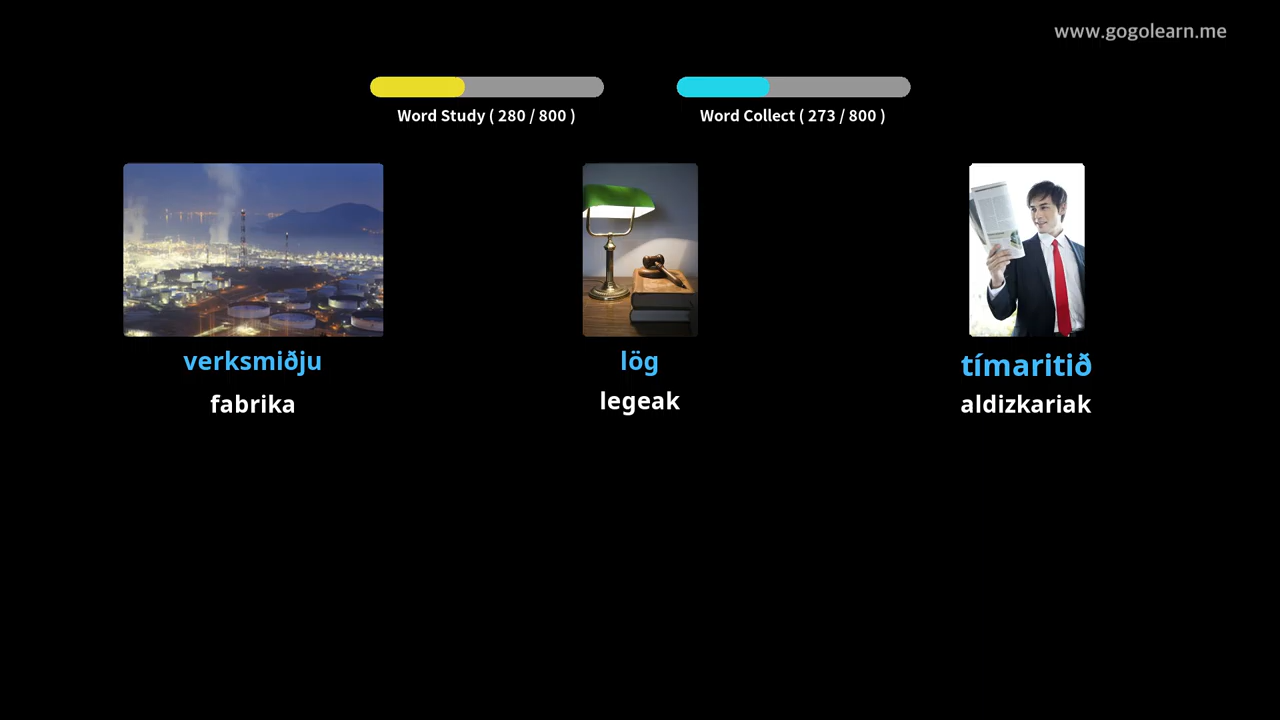 www.gogolearn.me
Word Study ( 280 / 800 )
Word Collect ( 273 / 800 )
verksmiðju
fabrika
lög
legeak
tímaritið
aldizkariak